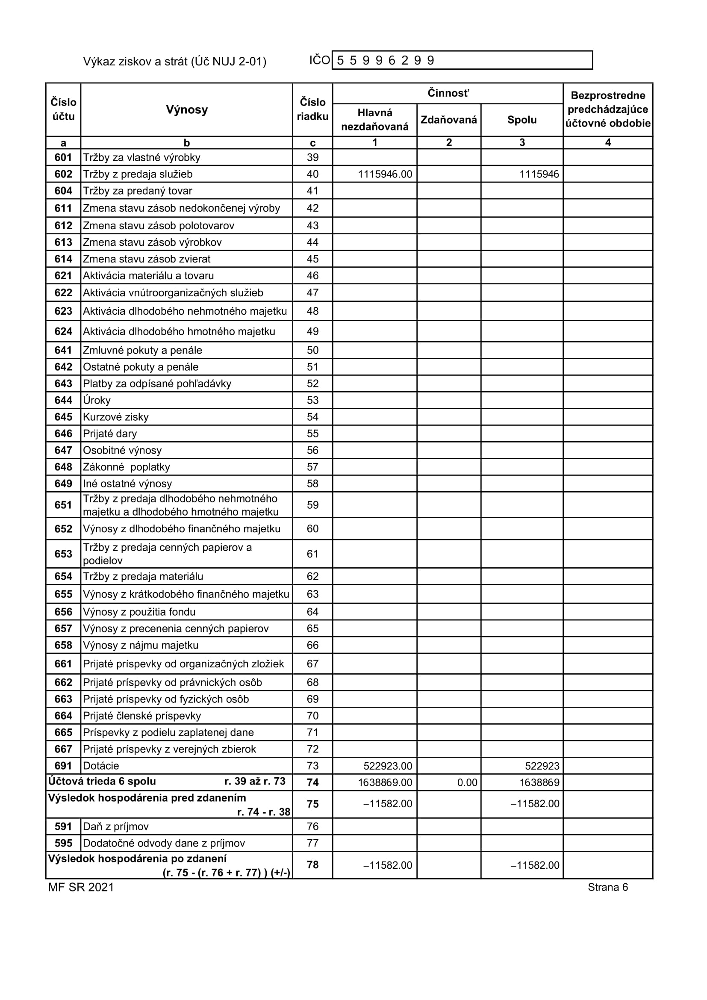 Výkaz ziskov a strát (Úč NUJ 2-01) IČO 5 5 9 9 6 2 9 9
Číslo účtu Výnosy Číslo riadku Činnosť Bezprostredne predchádzajúce účtovné obdobie
Hlavná nezdaňovaná Zdaňovaná Spolu
a b c 1 2 3 4
601 Tržby za vlastné výrobky 39
602 Tržby z predaja služieb 40 1115946.00 1115946
604 Tržby za predaný tovar 41
611 Zmena stavu zásob nedokončenej výroby 42
612 Zmena stavu zásob polotovarov 43
613 Zmena stavu zásob výrobkov 44
614 Zmena stavu zásob zvierat 45
621 Aktivácia materiálu a tovaru 46
622 Aktivácia vnútroorganizačných služieb 47
623 Aktivácia dlhodobého nehmotného majetku 48
624 Aktivácia dlhodobého hmotného majetku 49
641 Zmluvné pokuty a penále 50
642 Ostatné pokuty a penále 51
643 Platby za odpísané pohľadávky 52
644 Úroky 53
645 Kurzové zisky 54
646 Prijaté dary 55
647 Osobitné výnosy 56
648 Zákonné poplatky 57
649 Iné ostatné výnosy 58
651 Tržby z predaja dlhodobého nehmotného majetku a dlhodobého hmotného majetku 59
652 Výnosy z dlhodobého finančného majetku 60
653 Tržby z predaja cenných papierov a podielov 61
654 Tržby z predaja materiálu 62
655 Výnosy z krátkodobého finančného majetku 63
656 Výnosy z použitia fondu 64
657 Výnosy z precenenia cenných papierov 65
658 Výnosy z nájmu majetku 66
661 Prijaté príspevky od organizačných zložiek 67
662 Prijaté príspevky od právnických osôb 68
663 Prijaté príspevky od fyzických osôb 69
664 Prijaté členské príspevky 70
665 Príspevky z podielu zaplatenej dane 71
667 Prijaté príspevky z verejných zbierok 72
691 Dotácie 73 522923.00 522923
Účtová trieda 6 spolu r. 39 až r. 73 74 1638869.00 0.00 1638869
Výsledok hospodárenia pred zdanením
r. 74 - r. 38 75 –11582.00 –11582.00
591 Daň z príjmov 76
595 Dodatočné odvody dane z príjmov 77
Výsledok hospodárenia po zdanení
(r. 75 - (r. 76 + r. 77) ) (+/-) 78 –11582.00 –11582.00
MF SR 2021 Strana 6